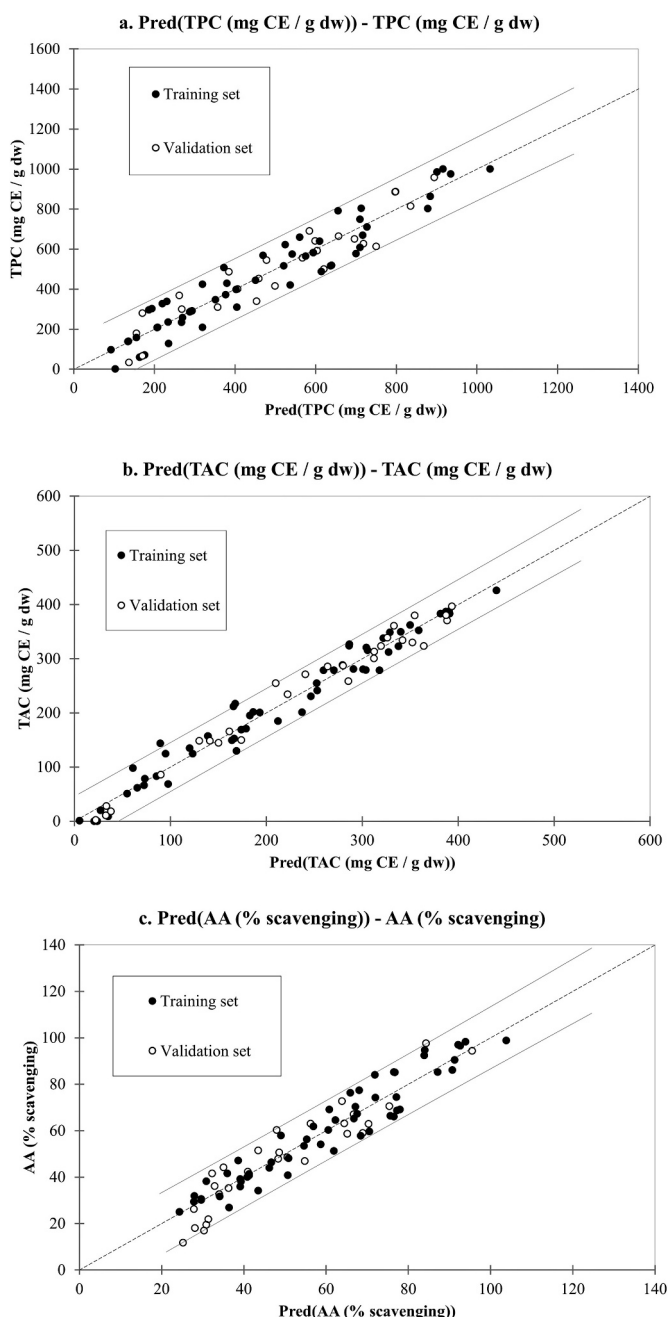 a. Pred(TPC (mg CE / g dw)) - TPC (mg CE / g dw)
1600
1400
1200
1000
800
600
400
200
0
TPC (mg CE / g dw)
Training set
Validation set
0 200 400 600 800 1000 1200 1400
Pred(TPC (mg CE / g dw))
b. Pred(TAC (mg CE / g dw)) - TAC (mg CE / g dw)
600
500
400
300
200
100
0
TAC (mg CE / g dw)
Training set
Validation set
0 100 200 300 400 500 600
Pred(TAC (mg CE / g dw))
c. Pred(AA (% scavenging)) - AA (% scavenging)
140
120
100
80
60
40
20
0
AA (% scavenging)
Training set
Validation set
0 20 40 60 80 100 120 140
Pred(AA (% scavenging))